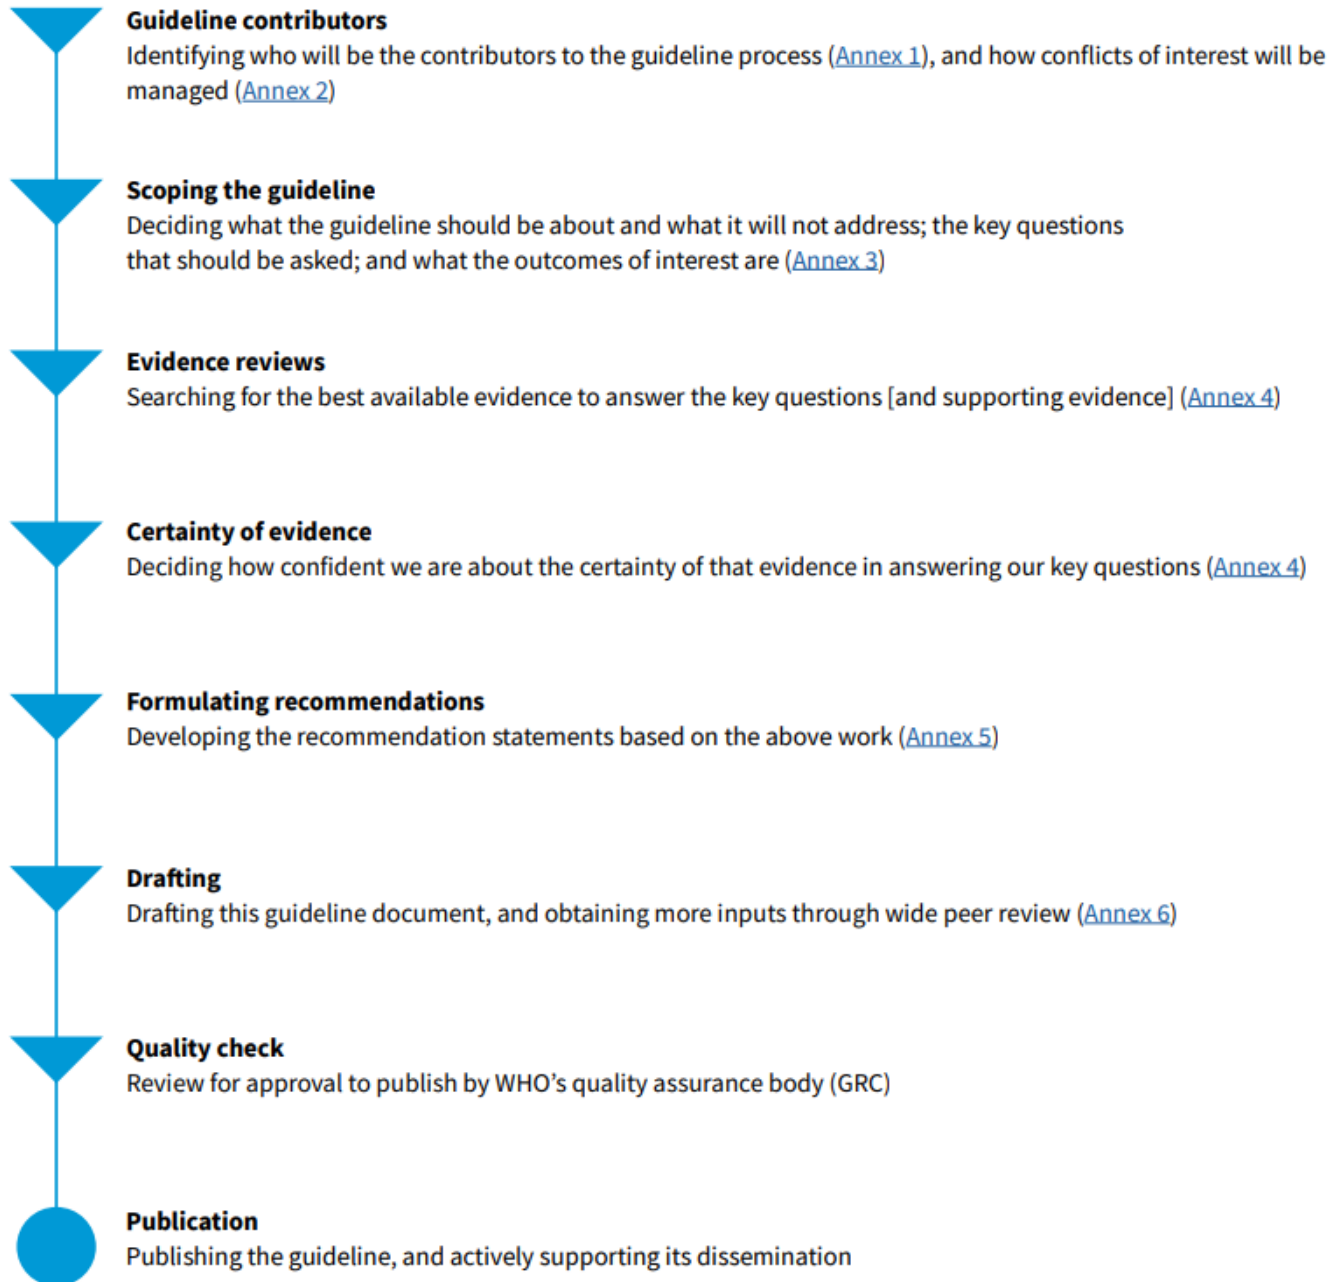 Guideline contributors
Identifying who will be the contributors to the guideline process (Annex 1), and how conflicts of interest will be
managed (Annex 2)
Scoping the guideline
Deciding what the guideline should be about and what it will not address; the key questions
that should be asked; and what the outcomes of interest are (Annex 3)
Evidence reviews
Searching for the best available evidence to answer the key questions [and supporting evidence] (Annex 4)
Certainty of evidence
Deciding how confident we are about the certainty of that evidence in answering our key questions (Annex 4)
Formulating recommendations
Developing the recommendation statements based on the above work (Annex 5)
Drafting
Drafting this guideline document, and obtaining more inputs through wide peer review (Annex 6)
Quality check
Review for approval to publish by WHO’s quality assurance body (GRC)
Publication
Publishing the guideline, and actively supporting its dissemination